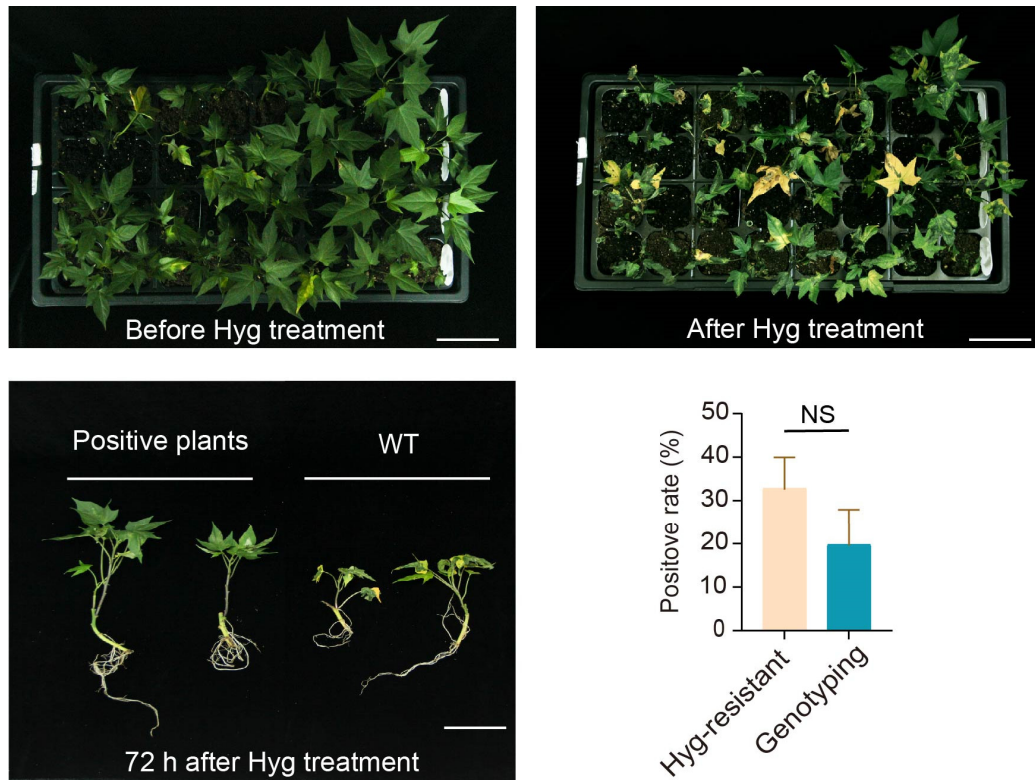 Before Hyg treatment
After Hyg treatment
Positive plants
WT
72 h after Hyg treatment
Positove rate (%)
50
40
30
20
10
0
NS
Hyg-resistant
Genotyping